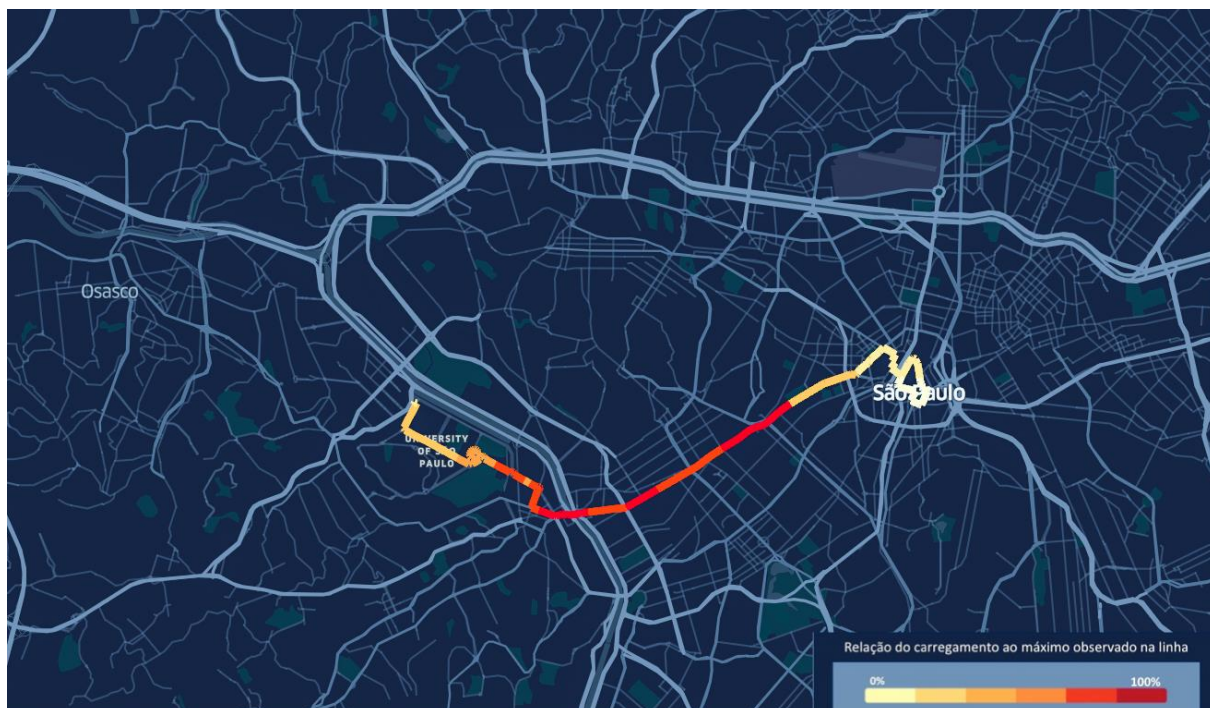 Osasco
São Paulo
UNIVERSITY
OF SÃO
PAULO
Relação do carregamento ao máximo observado na linha
0%
100%